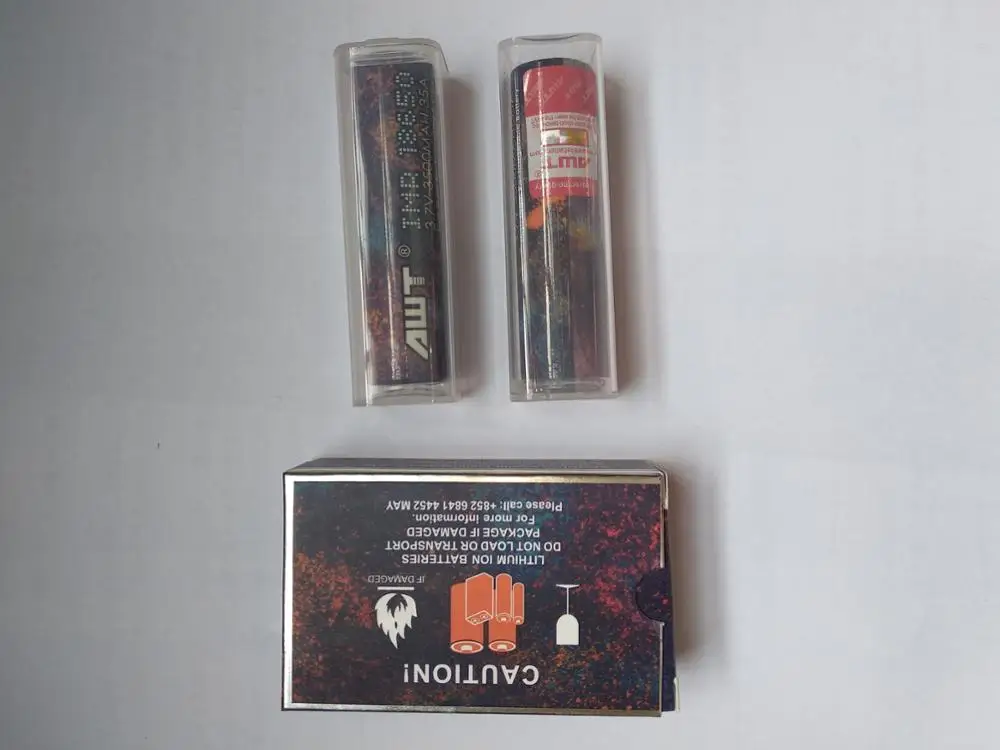 AWT ® IMR 18650
3.7V 3500MAH 35A
AWT
®
CAUTION!
IF DAMAGED
LITHIUM ION BATTERIES
DO NOT LOAD OR TRANSPORT
PACKAGE IF DAMAGED
For more information.
Please call: +852 6841 4452 MAY